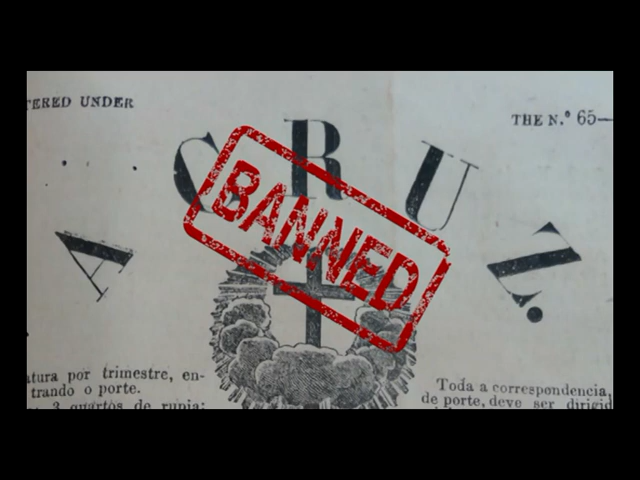 TERED UNDER
THE N.º 65—
A CRUZ.
BANNED
atura por trimestre, en-
trando o porte.
3 quartos de rupia;
Toda a correspondencia,
de porte, deve ser dirigid